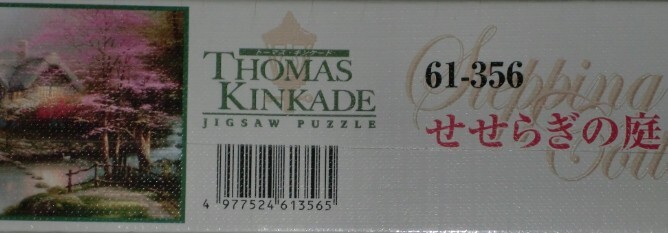 トーマス・キンケード
THOMAS
KINKADE
JIGSAW PUZZLE
4 977524 613565
61-356
Stepping
せせらぎの庭